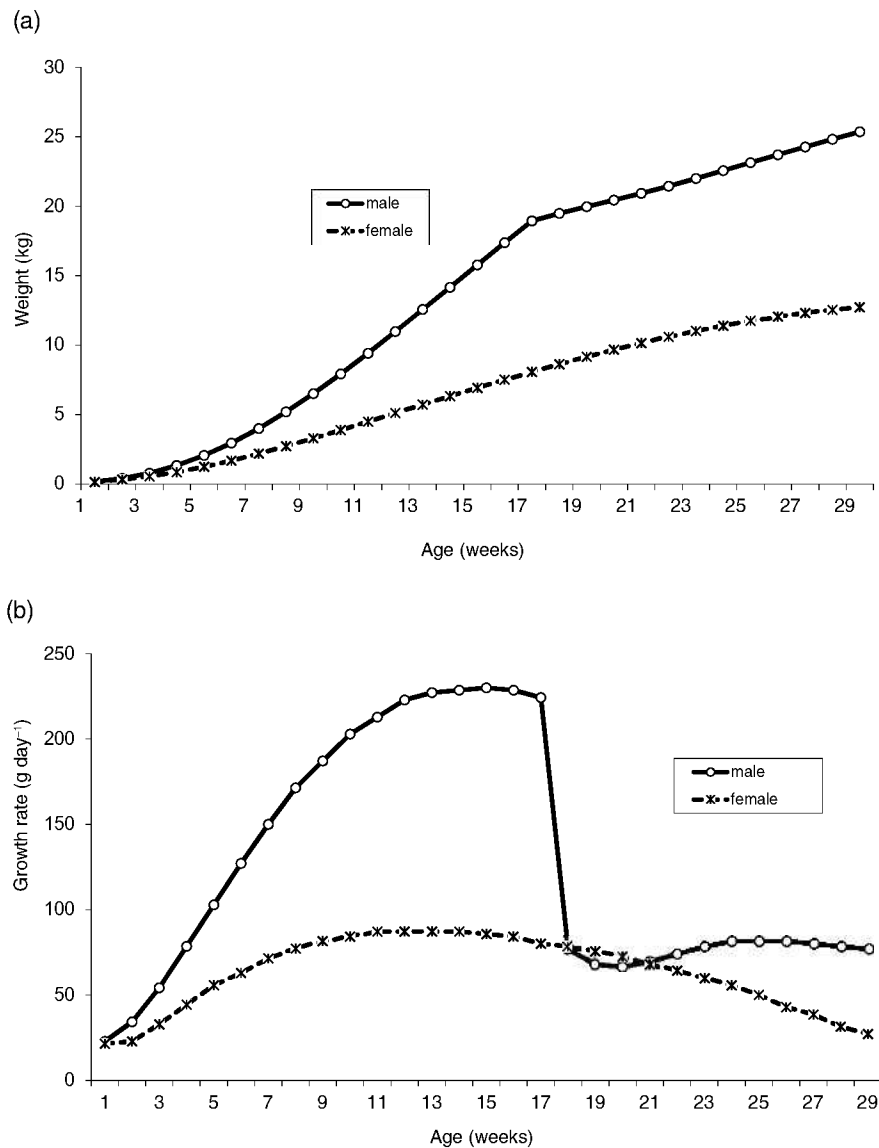 (a)
30
25
20
15
10
5
0
Weight (kg)
male
female
1 3 5 7 9 11 13 15 17 19 21 23 25 27 29
Age (weeks)
(b)
250
200
150
100
50
0
Growth rate (g day⁻¹)
male
female
1 3 5 7 9 11 13 15 17 19 21 23 25 27 29
Age (weeks)